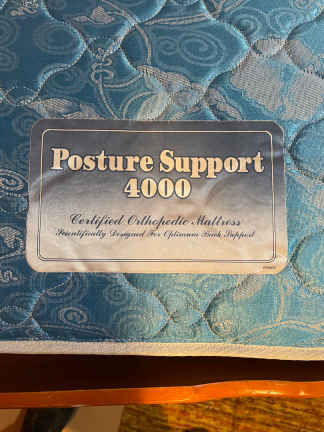 Posture Support
4000
Certified Orthopedic Mattress
Scientifically Designed For Optimum Back Support